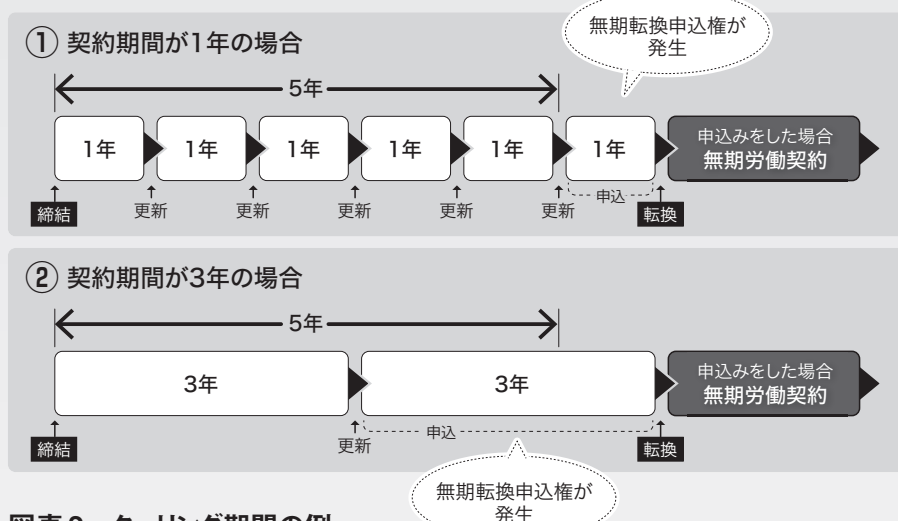 ① 契約期間が1年の場合
無期転換申込権が
発生
5年
1年 1年 1年 1年 1年 1年
申込みをした場合
無期労働契約
締結 更新 更新 更新 更新 更新 申込 転換
② 契約期間が3年の場合
5年
3年 3年
申込みをした場合
無期労働契約
締結 更新 申込 転換
無期転換申込権が
発生